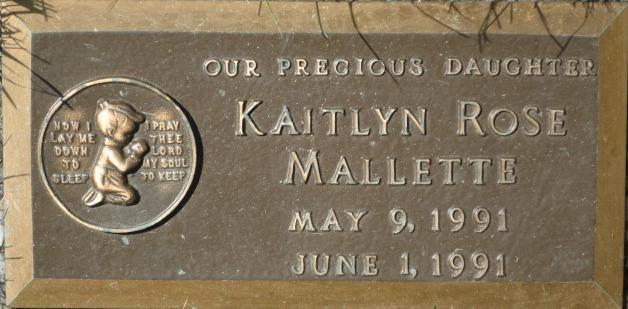 OUR PRECIOUS DAUGHTER
KAITLYN ROSE
MALLETTE
MAY 9, 1991
JUNE 1, 1991
NOW I
LAY ME
DOWN
TO
SLEEP
I PRAY
THEE
LORD
MY SOUL
TO KEEP